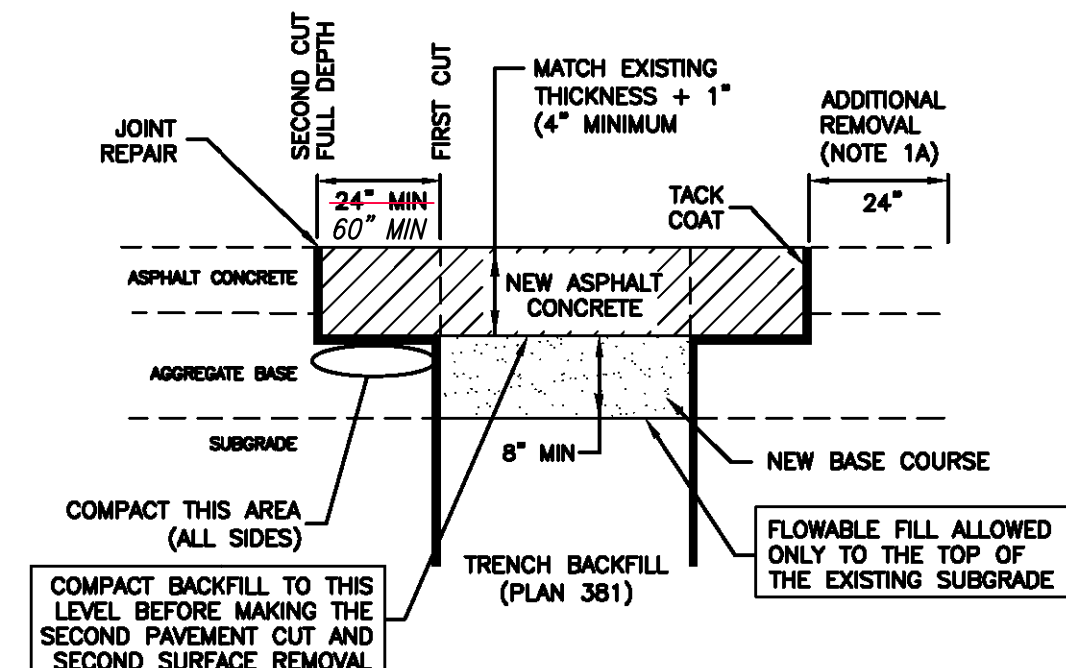 SECOND CUT
FULL DEPTH
FIRST CUT
MATCH EXISTING
THICKNESS + 1"
(4" MINIMUM
ADDITIONAL
REMOVAL
(NOTE 1A)
JOINT
REPAIR
24" MIN
60" MIN
TACK
COAT
24"
ASPHALT CONCRETE
NEW ASPHALT
CONCRETE
AGGREGATE BASE
SUBGRADE
8" MIN
NEW BASE COURSE
COMPACT THIS AREA
(ALL SIDES)
TRENCH BACKFILL
(PLAN 381)
FLOWABLE FILL ALLOWED
ONLY TO THE TOP OF
THE EXISTING SUBGRADE
COMPACT BACKFILL TO THIS
LEVEL BEFORE MAKING THE
SECOND PAVEMENT CUT AND
SECOND SURFACE REMOVAL